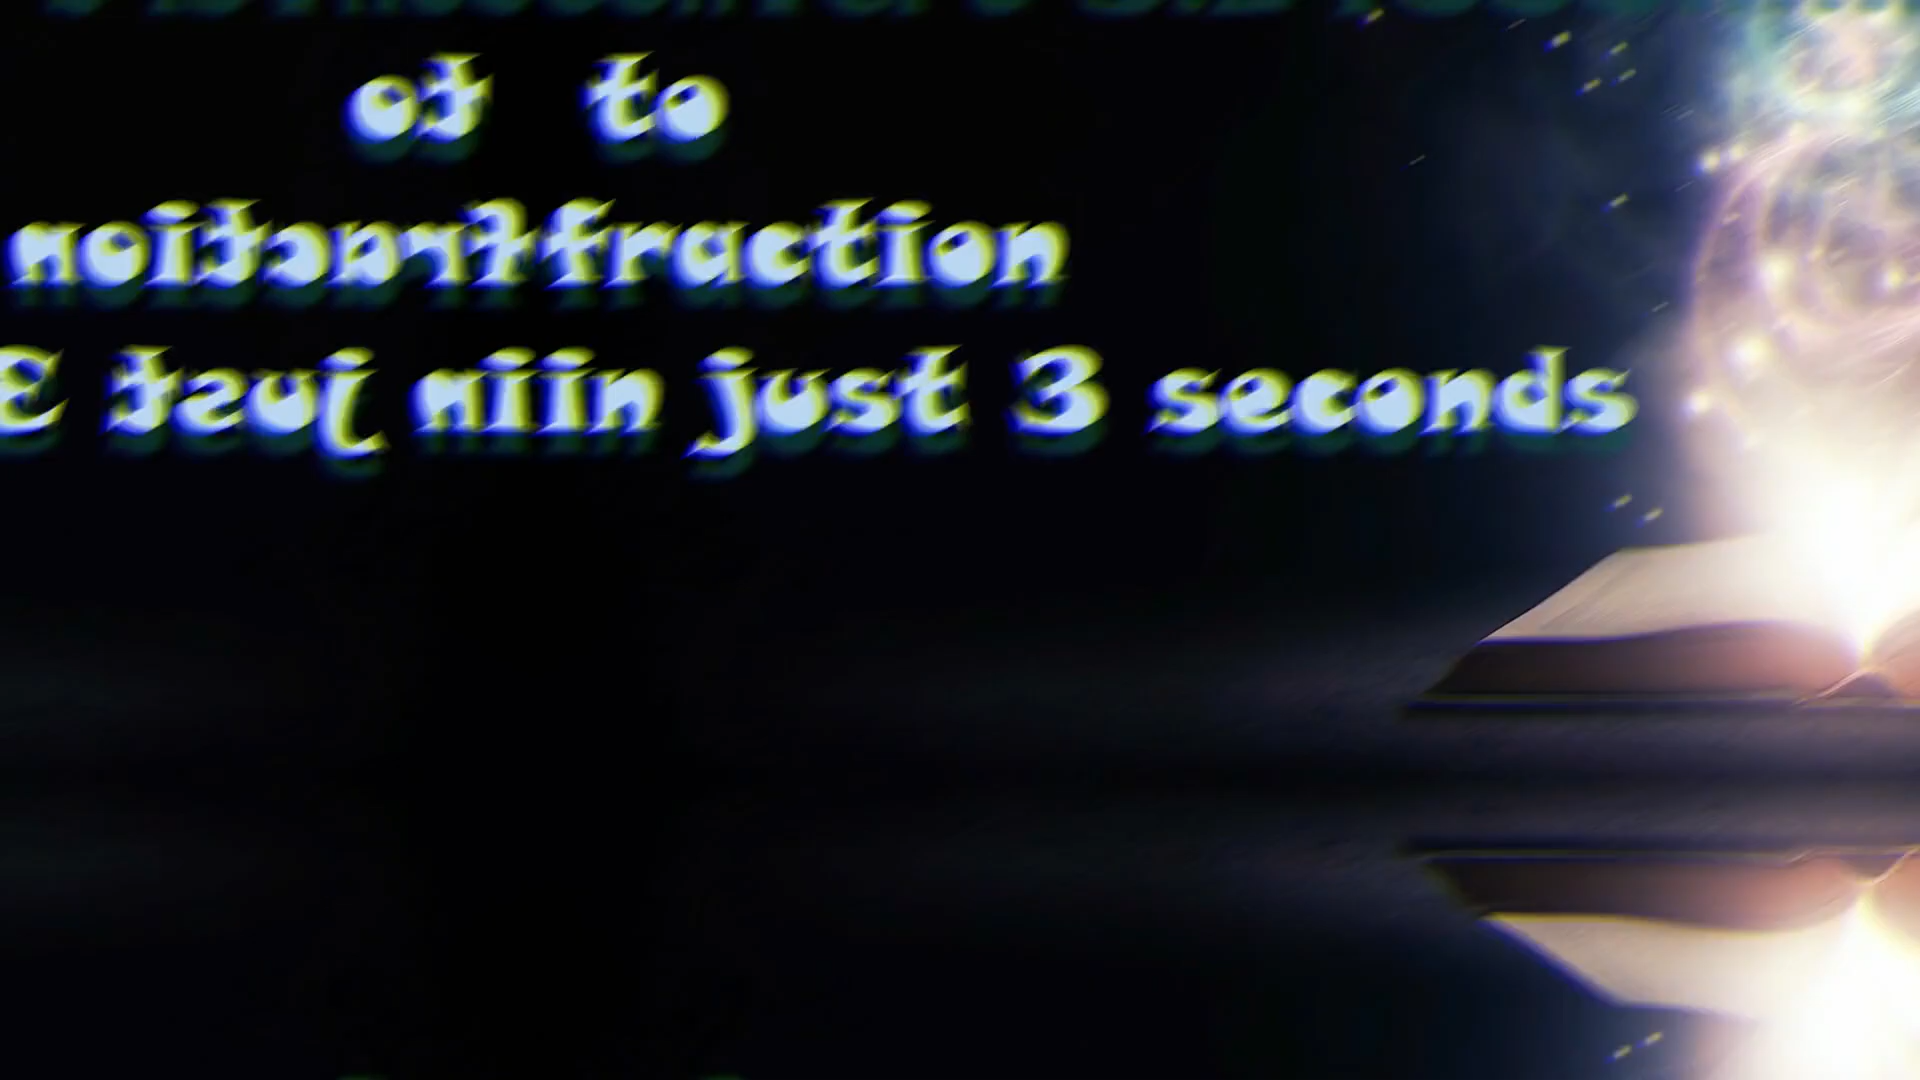 to
fraction
in just 3 seconds